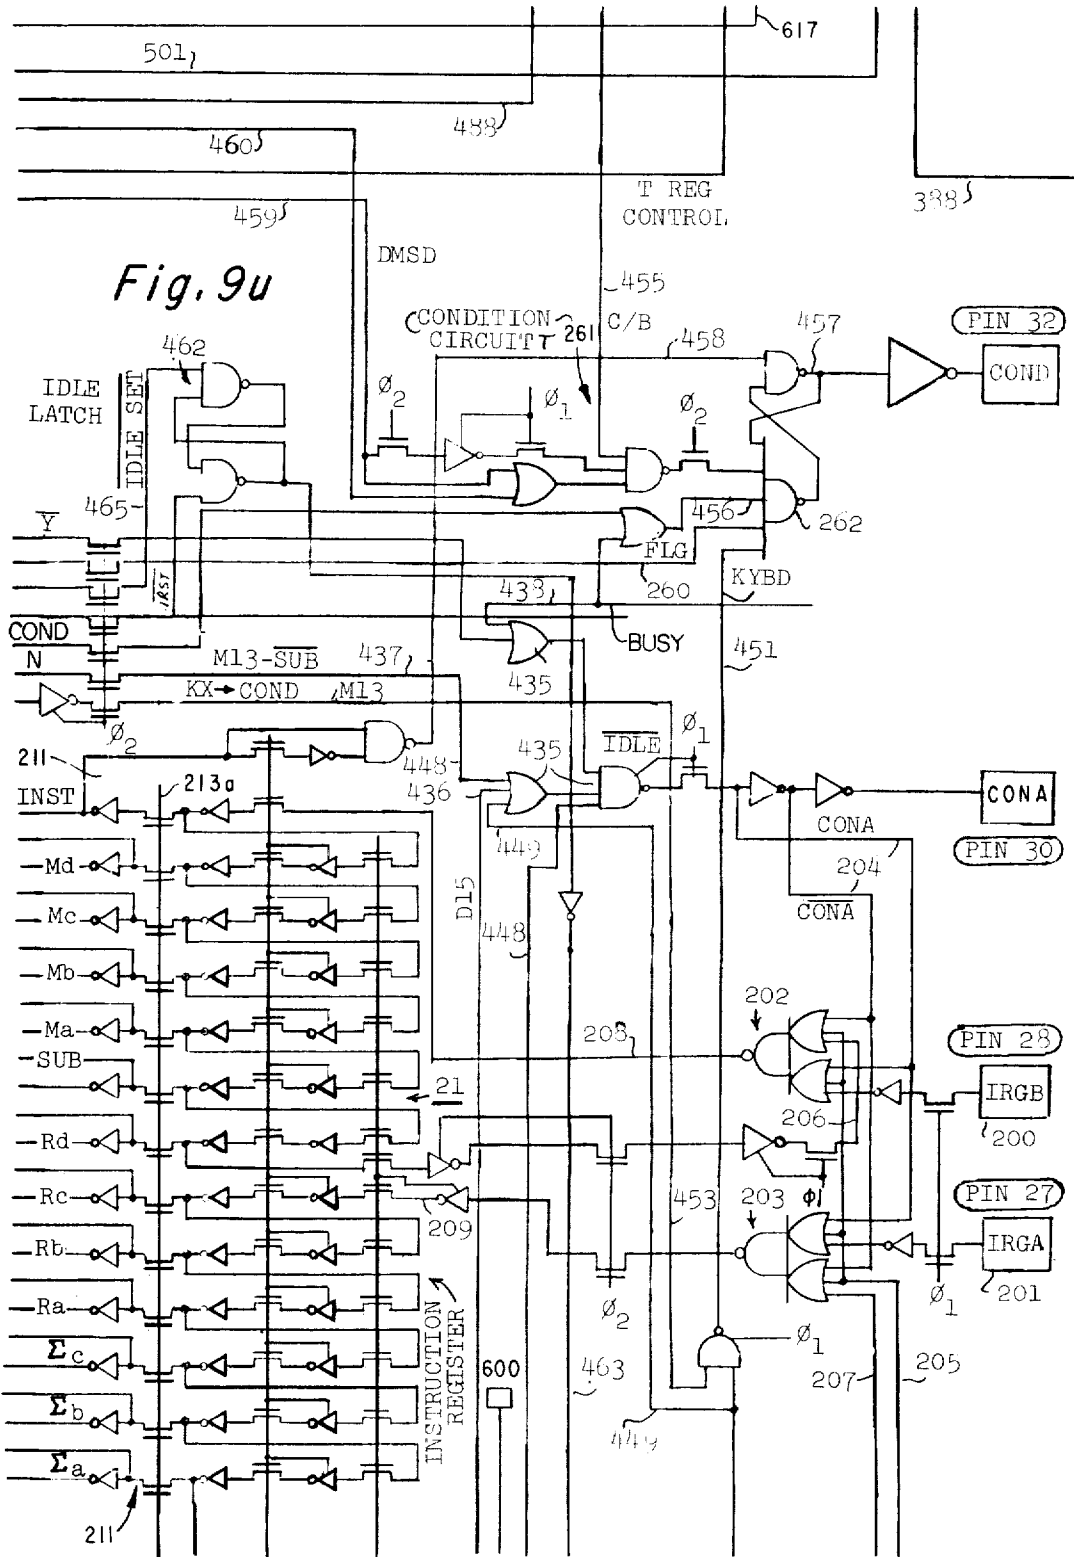 617
501
488
460
T REG
CONTROL
459
388
DMSD
Fig. 9u
455
CONDITION
CIRCUIT
261
C/B
458
457
PIN 32
COND
462
IDLE
LATCH
IDLE SET
Ø2
Ø1
Ø2
465
456
262
Y
FLG
IRST
438
260
KYBD
COND
BUSY
N
M13-SUB
437
435
451
KX→COND
M13
Ø2
211
448
435
IDLE
Ø1
436
INST
213a
CONA
CONA
449
204
PIN 30
Md
D15
CONA
Mc
448
Mb
202
Ma
208
PIN 28
SUB
21
IRGB
206
200
Rd
Rc
209
453
203
Ø1
PIN 27
Rb
IRGA
201
Ra
Ø2
Ø1
INSTRUCTION
REGISTER
Ø1
Σc
600
463
207
205
Σb
449
Σa
211